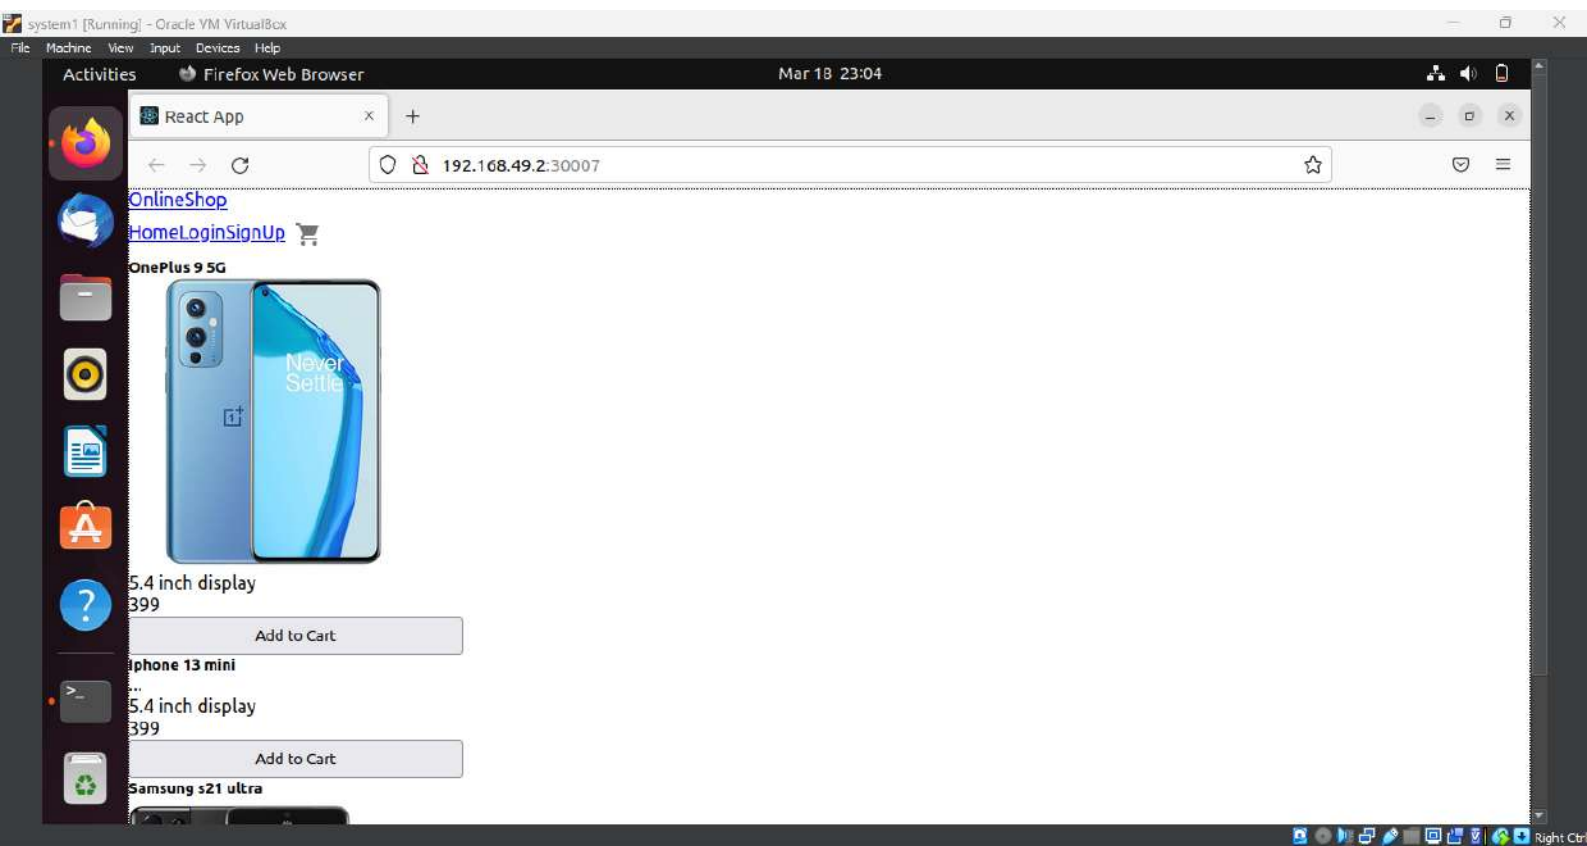 system1 [Running] - Oracle VM VirtualBox
File Machine View Input Devices Help
Activities Firefox Web Browser Mar 18 23:04
React App
192.168.49.2:30007
OnlineShop
HomeLoginSignUp
OnePlus 9 5G
Never
Settle
5.4 inch display
399
Add to Cart
Iphone 13 mini
...
5.4 inch display
399
Add to Cart
Samsung s21 ultra
Right Ctrl